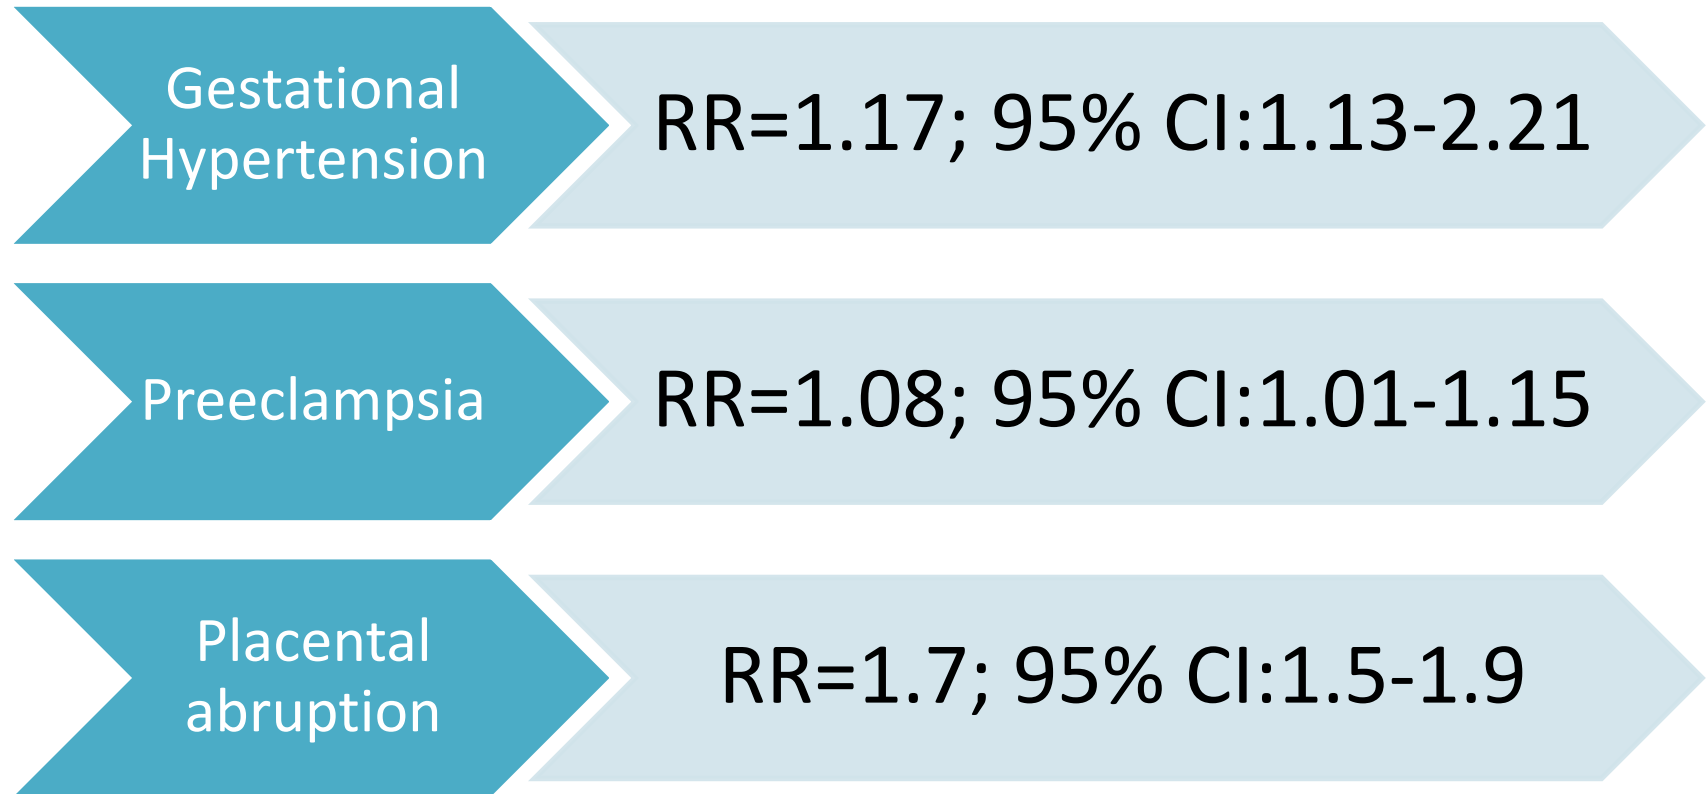 Gestational
Hypertension
RR=1.17; 95% CI:1.13-2.21
Preeclampsia
RR=1.08; 95% CI:1.01-1.15
Placental
abruption
RR=1.7; 95% CI:1.5-1.9